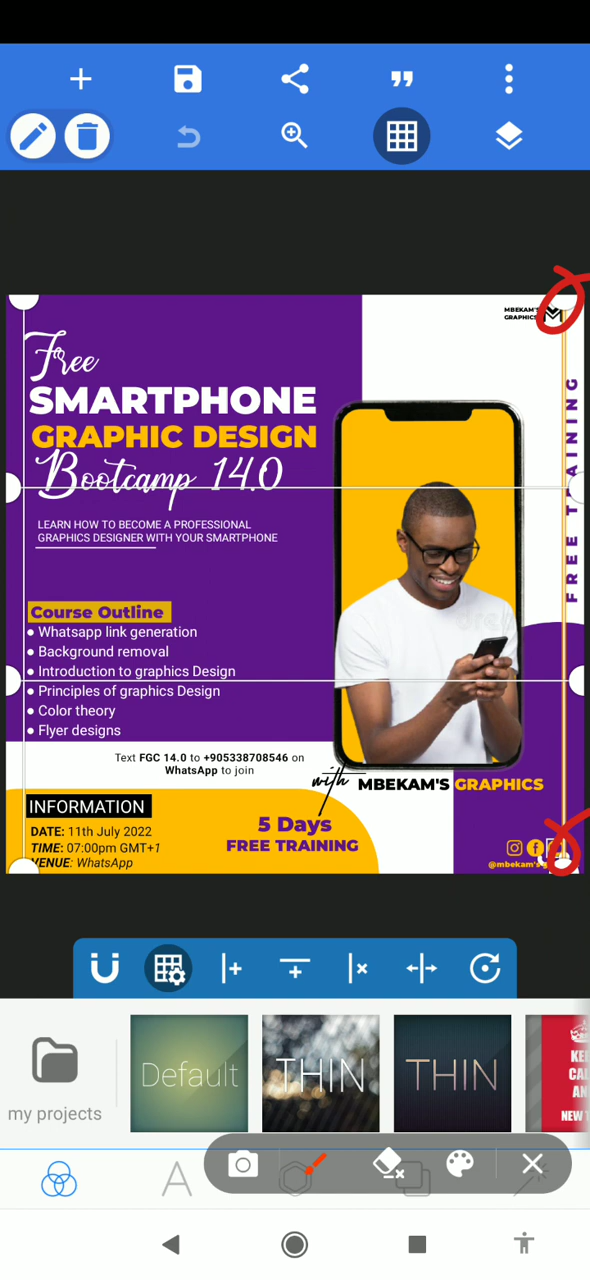 MBEKAM'S
GRAPHICS
Free
SMARTPHONE
GRAPHIC DESIGN
Bootcamp 14.0
LEARN HOW TO BECOME A PROFESSIONAL
GRAPHICS DESIGNER WITH YOUR SMARTPHONE
FREE TRAINING
Course Outline
• Whatsapp link generation
• Background removal
• Introduction to graphics Design
• Principles of graphics Design
• Color theory
• Flyer designs
Text FGC 14.0 to +905338708546 on
WhatsApp to join
with MBEKAM'S GRAPHICS
INFORMATION
DATE: 11th July 2022
TIME: 07:00pm GMT+1
VENUE: WhatsApp
5 Days
FREE TRAINING
@mbekam's
my projects
Default
THIN
THIN